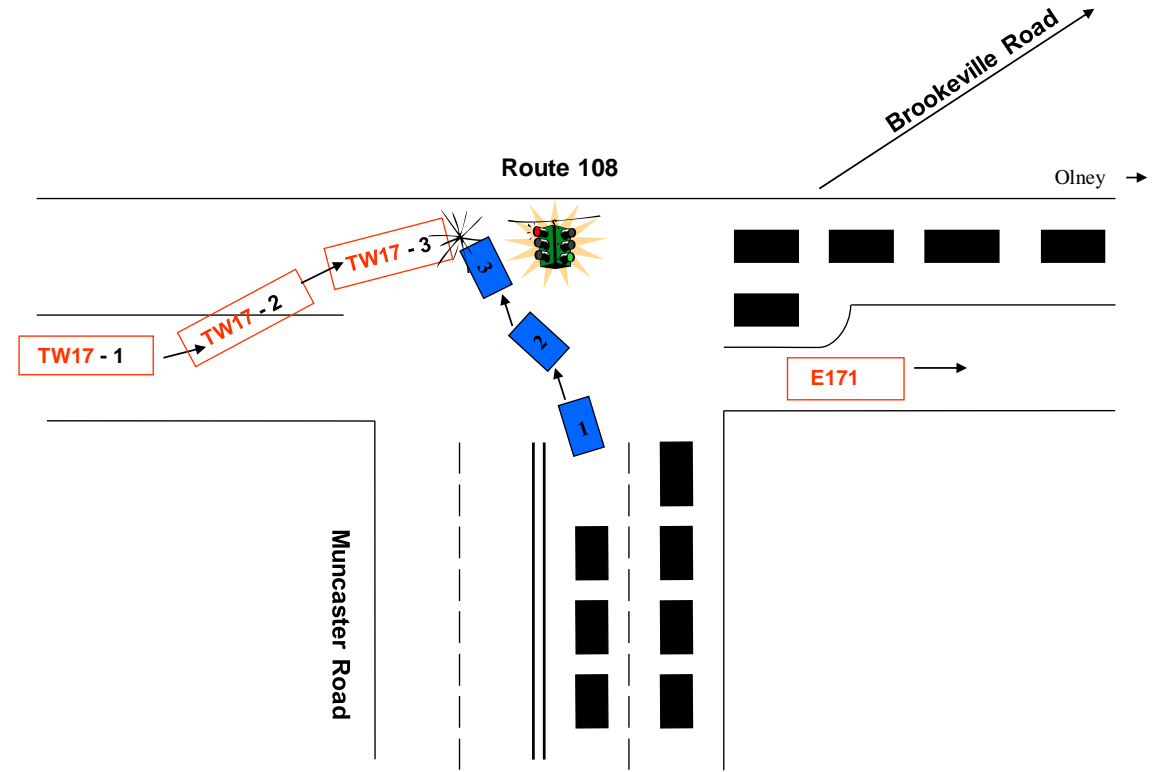 Brookeville Road
Route 108
Olney
TW17 - 3
3
TW17 - 2
2
TW17 - 1
E171
1
Muncaster Road